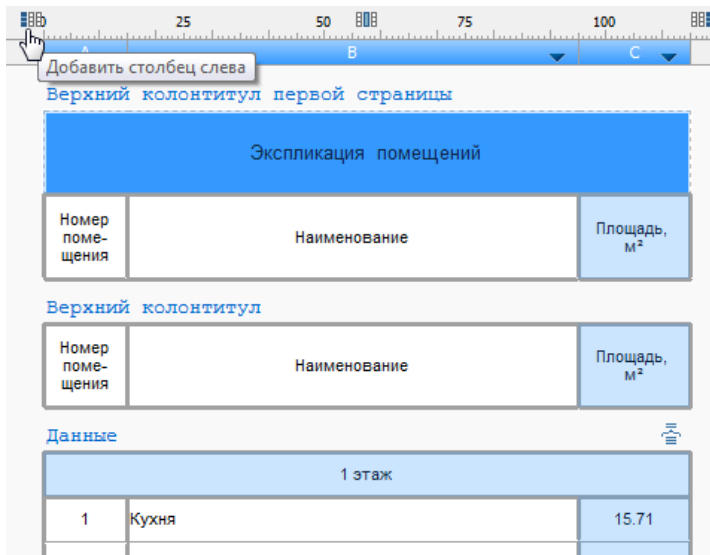 0 25 50 75 100
A B C
Добавить столбец слева
Верхний колонтитул первой страницы
Экспликация помещений
Номер
поме-
щения
Наименование
Площадь,
м²
Верхний колонтитул
Номер
поме-
щения
Наименование
Площадь,
м²
Данные
1 этаж
1 Кухня 15.71